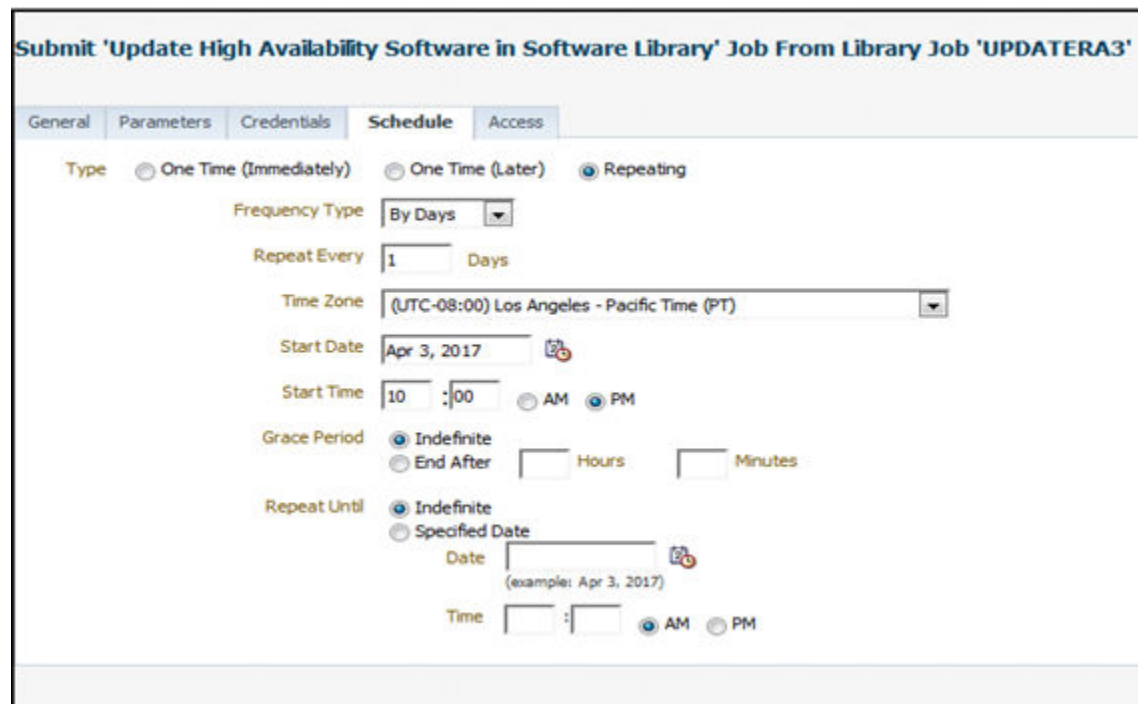 Submit 'Update High Availability Software in Software Library' Job From Library Job 'UPDATERA3'
General Parameters Credentials Schedule Access
Type One Time (Immediately) One Time (Later) Repeating
Frequency Type By Days
Repeat Every 1 Days
Time Zone (UTC-08:00) Los Angeles - Pacific Time (PT)
Start Date Apr 3, 2017
Start Time 10 :00 AM PM
Grace Period Indefinite
End After Hours Minutes
Repeat Until Indefinite
Specified Date
Date
(example: Apr 3, 2017)
Time : AM PM